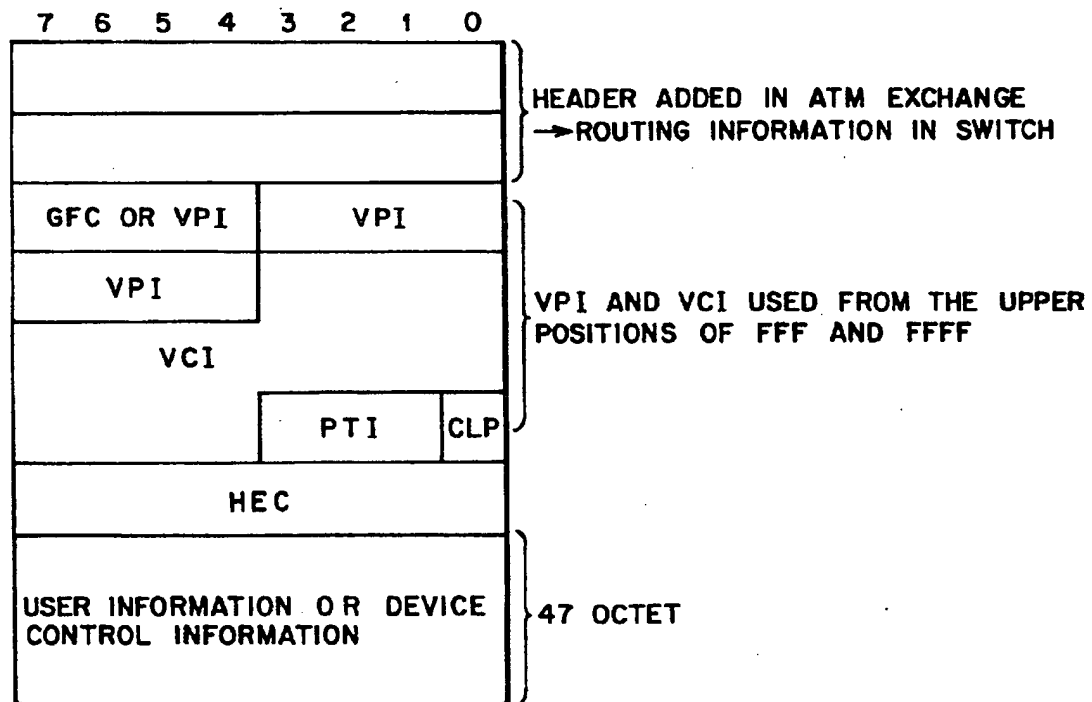 7 6 5 4 3 2 1 0
HEADER ADDED IN ATM EXCHANGE
→ROUTING INFORMATION IN SWITCH
GFC OR VPI VPI
VPI
VPI AND VCI USED FROM THE UPPER
POSITIONS OF FFF AND FFFF
VCI
PTI CLP
HEC
USER INFORMATION OR DEVICE
CONTROL INFORMATION
47 OCTET